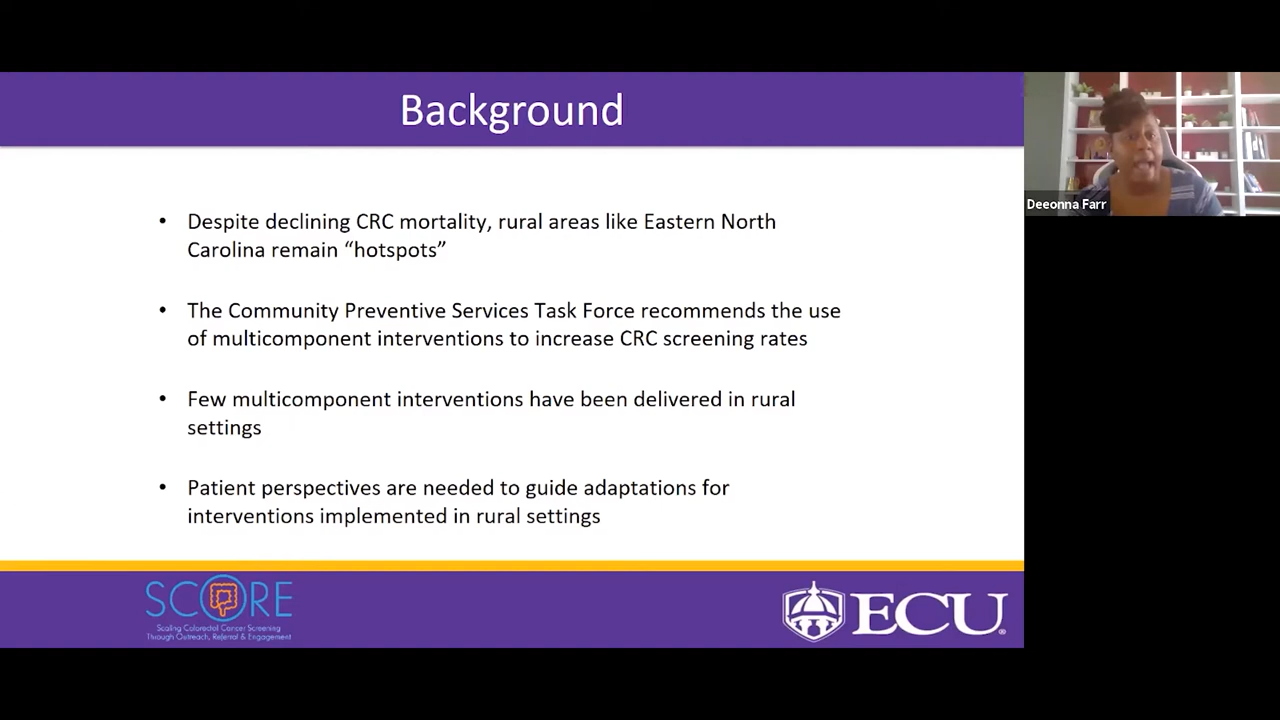 Background
• Despite declining CRC mortality, rural areas like Eastern North
Carolina remain “hotspots”
• The Community Preventive Services Task Force recommends the use
of multicomponent interventions to increase CRC screening rates
• Few multicomponent interventions have been delivered in rural
settings
• Patient perspectives are needed to guide adaptations for
interventions implemented in rural settings
SCORE
Scaling Colorectal Cancer Screening
Through Outreach, Referral & Engagement
ECU®
Deeonna Farr